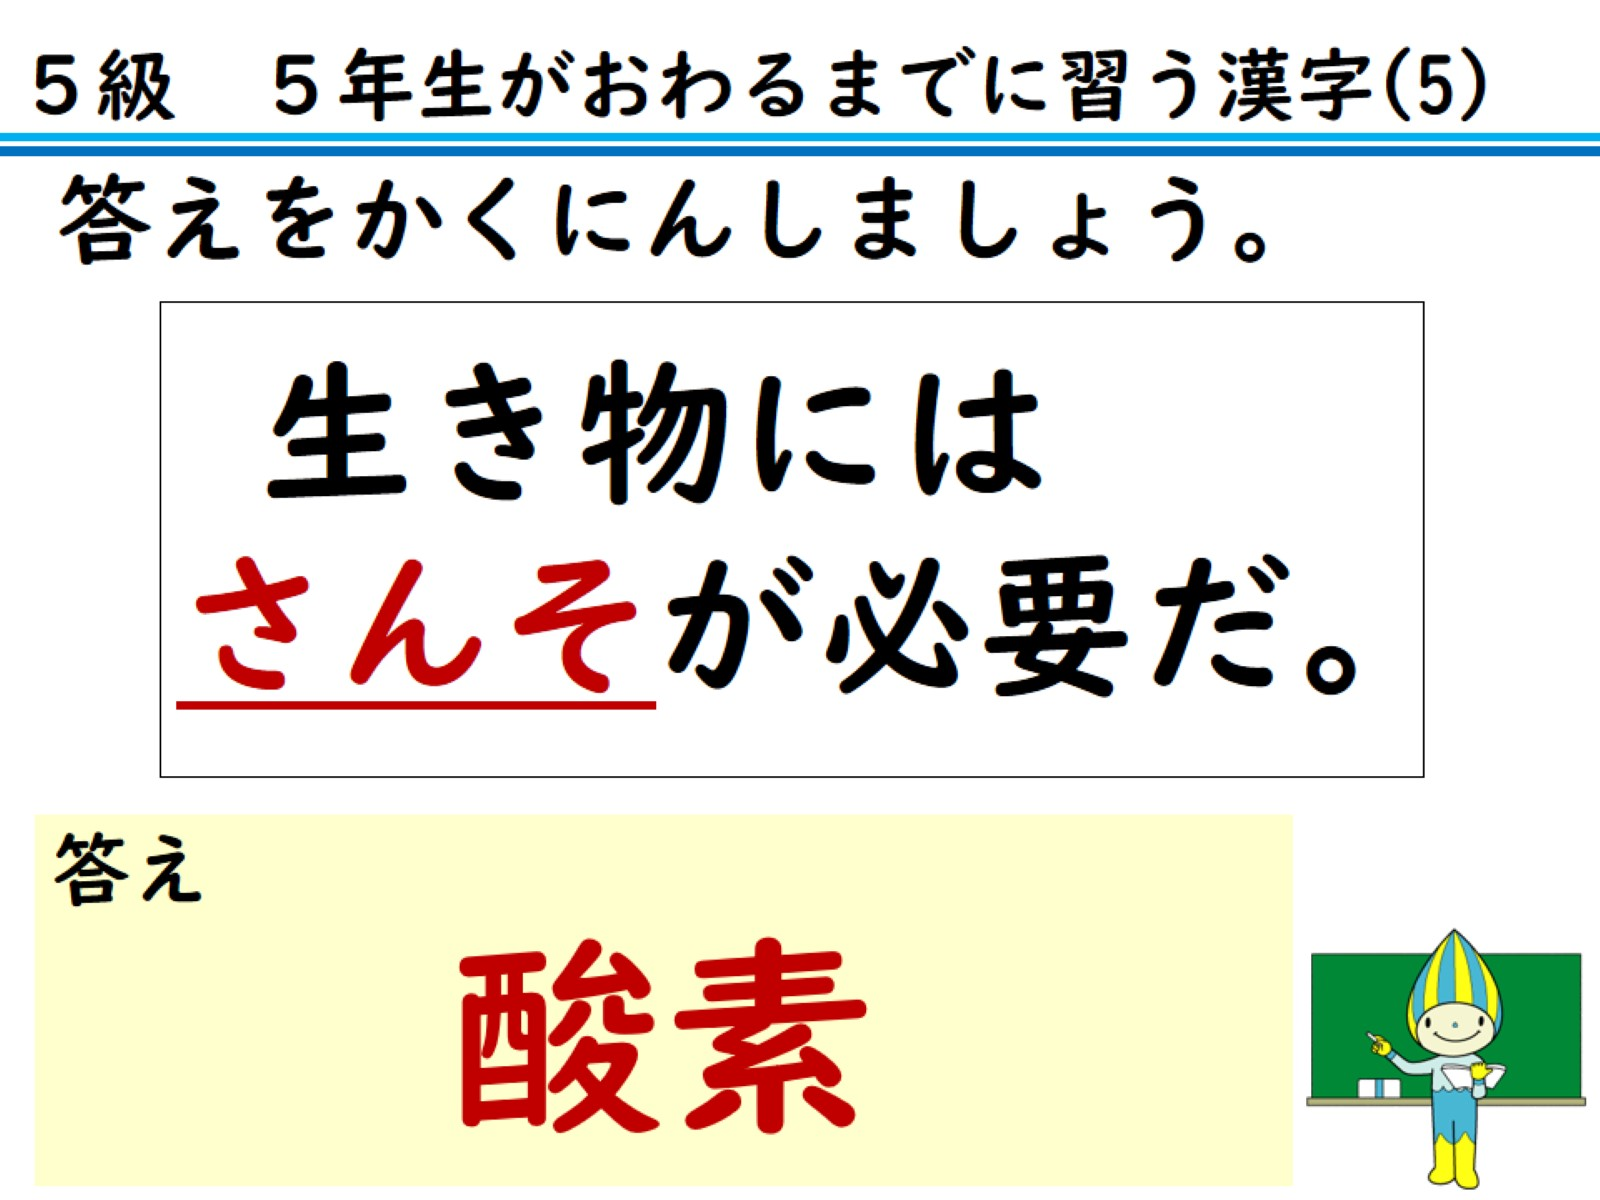 ５級　５年生がおわるまでに習う漢字(5)
答えをかくにんしましょう。
生き物には
さんそが必要だ。
答え
酸素